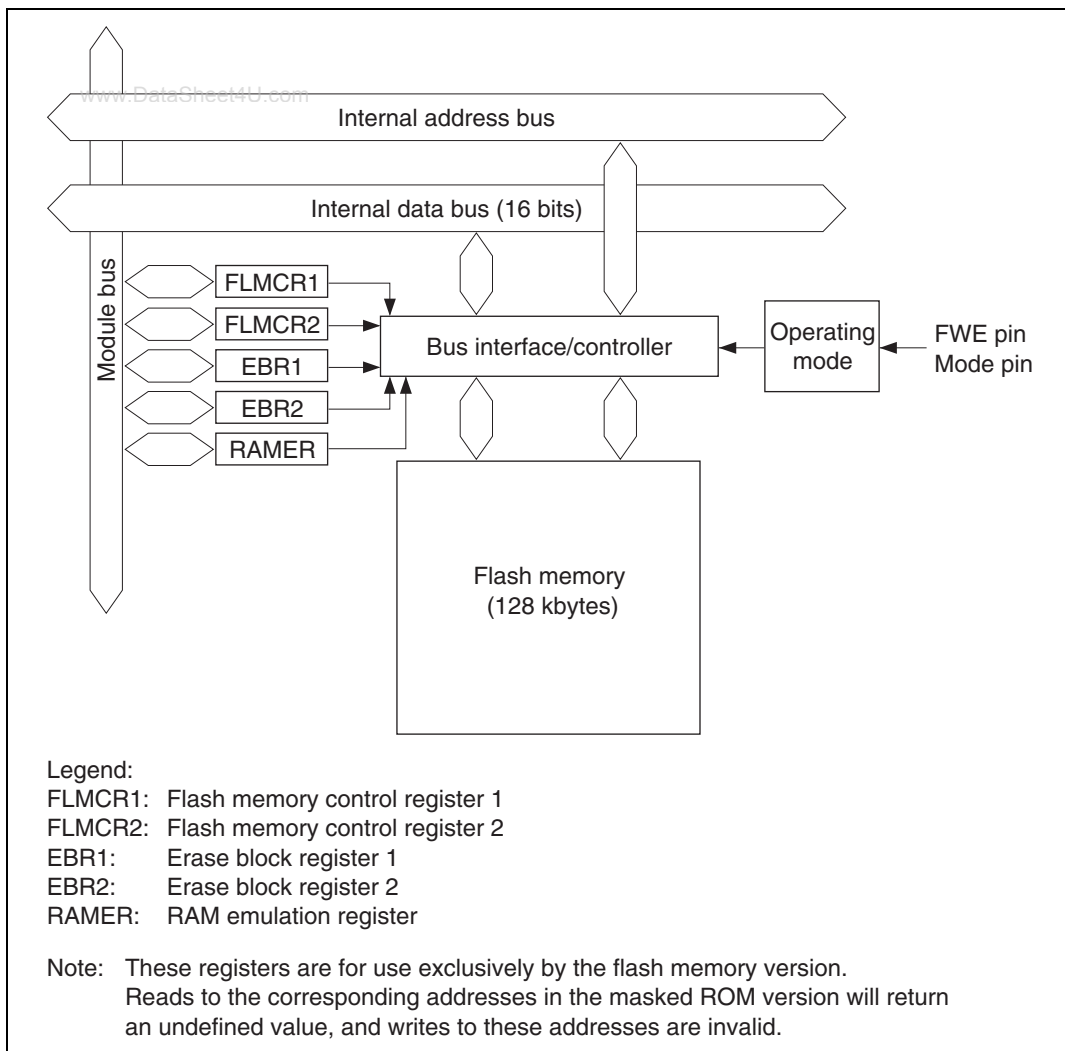 www.DataSheet4U.com
Internal address bus
Internal data bus (16 bits)
Module bus
FLMCR1
FLMCR2
EBR1
EBR2
RAMER
Bus interface/controller
Operating
mode
FWE pin
Mode pin
Flash memory
(128 kbytes)
Legend:
FLMCR1: Flash memory control register 1
FLMCR2: Flash memory control register 2
EBR1: Erase block register 1
EBR2: Erase block register 2
RAMER: RAM emulation register
Note: These registers are for use exclusively by the flash memory version.
Reads to the corresponding addresses in the masked ROM version will return
an undefined value, and writes to these addresses are invalid.